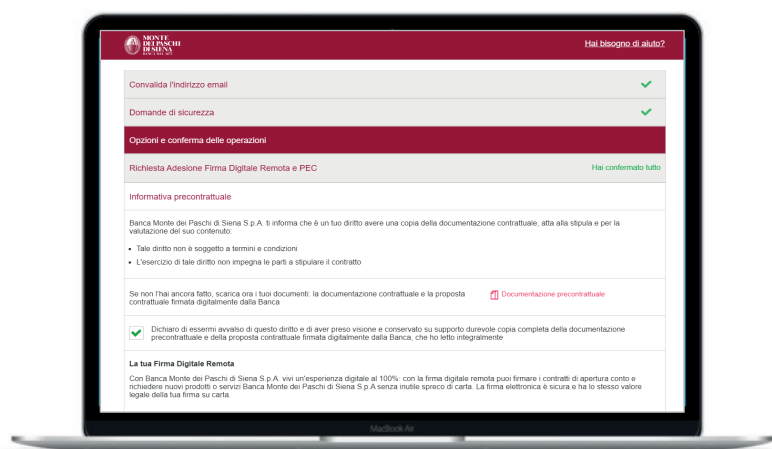 MONTE
DEI PASCHI
DI SIENA
BANCA DAL 1472
Hai bisogno di aiuto?
Convalida l'indirizzo email
Domande di sicurezza
Opzioni e conferma delle operazioni
Richiesta Adesione Firma Digitale Remota e PEC
Hai confermato tutto
Informativa precontrattuale
Banca Monte dei Paschi di Siena S.p.A. ti informa che è un tuo diritto avere una copia della documentazione contrattuale, atta alla stipula e per la
valutazione del suo contenuto:
• Tale diritto non è soggetto a termini e condizioni
• L'esercizio di tale diritto non impegna le parti a stipulare il contratto
Se non l'hai ancora fatto, scarica ora i tuoi documenti: la documentazione contrattuale e la proposta
contrattuale firmata digitalmente dalla Banca
Documentazione precontrattuale
Dichiaro di essermi avvalso di questo diritto e di aver preso visione e conservato su supporto durevole copia completa della documentazione
precontrattuale e della proposta contrattuale firmata digitalmente dalla Banca, che ho letto integralmente
La tua Firma Digitale Remota
Con Banca Monte dei Paschi di Siena S.p.A. vivi un'esperienza digitale al 100%: con la firma digitale remota puoi firmare i contratti di apertura conto e
richiedere nuovi prodotti o servizi Banca Monte dei Paschi di Siena S.p.A senza inutile spreco di carta. La firma elettronica è sicura e ha lo stesso valore
legale della tua firma su carta.
MacBook Air